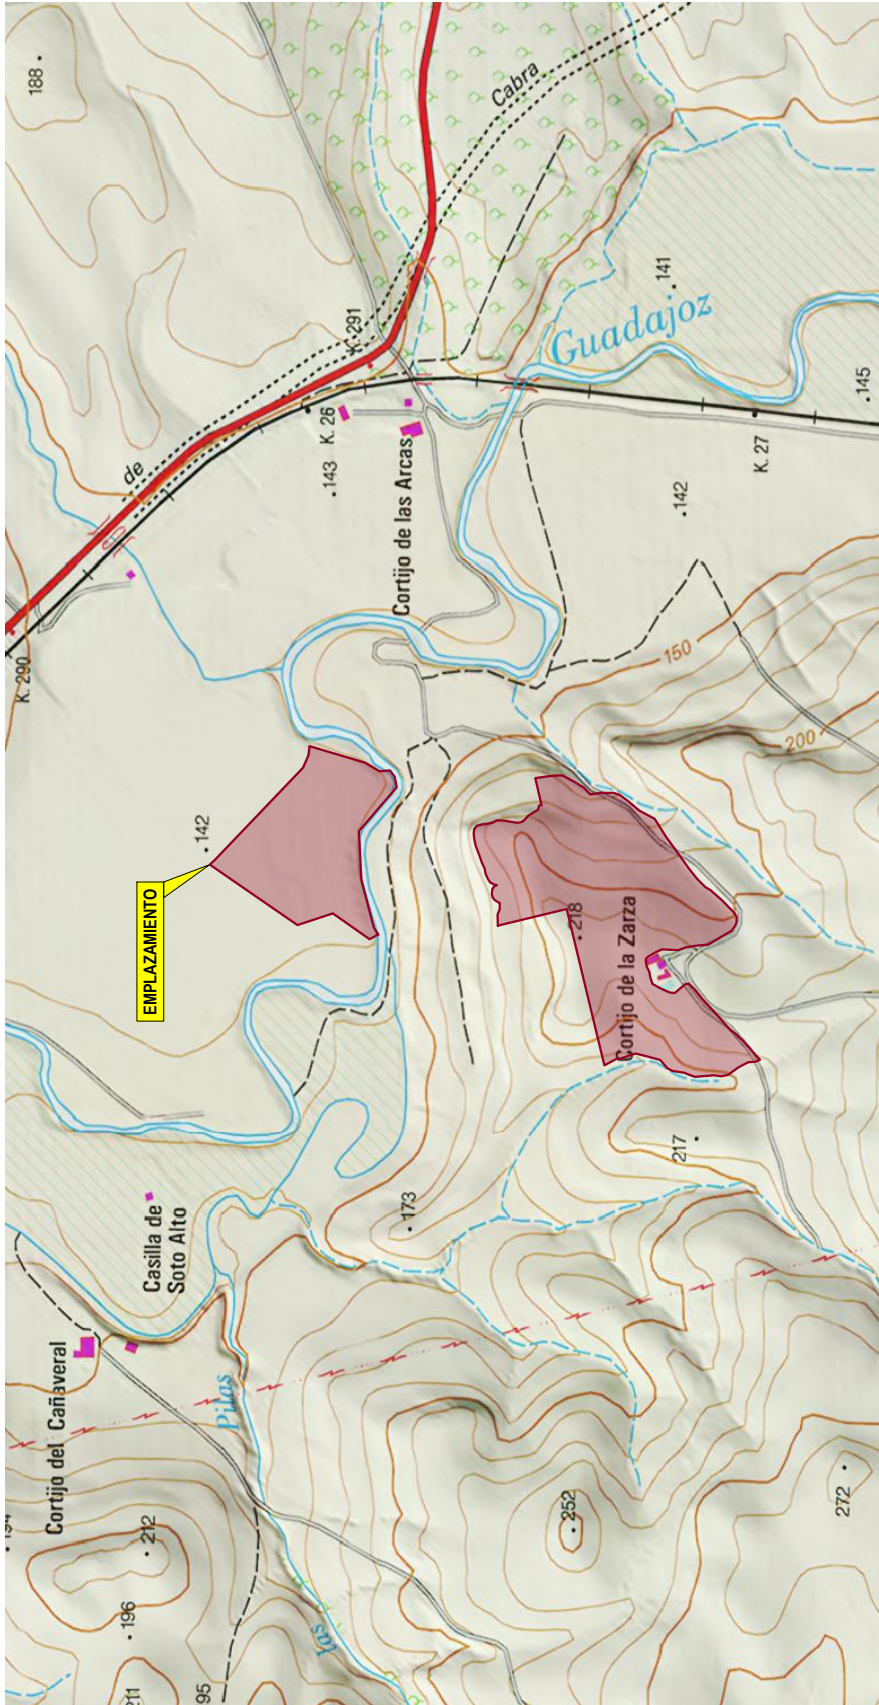 188
Cabra
K. 291
141
Guadajoz
de
K. 26
143
Cortijo de las Arcas
145
K. 27
142
K. 290
150
200
142
EMPLAZAMIENTO
218
Cortijo de la Zarza
217
173
Casilla de
Soto Alto
Cortijo del Cañaveral
Pilas
las
212
196
252
272
95